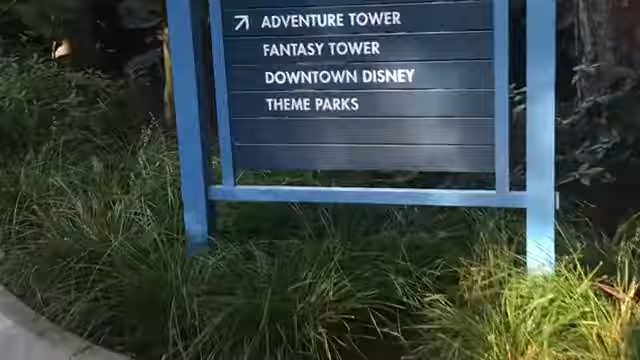 ADVENTURE TOWER
FANTASY TOWER
DOWNTOWN DISNEY
THEME PARKS